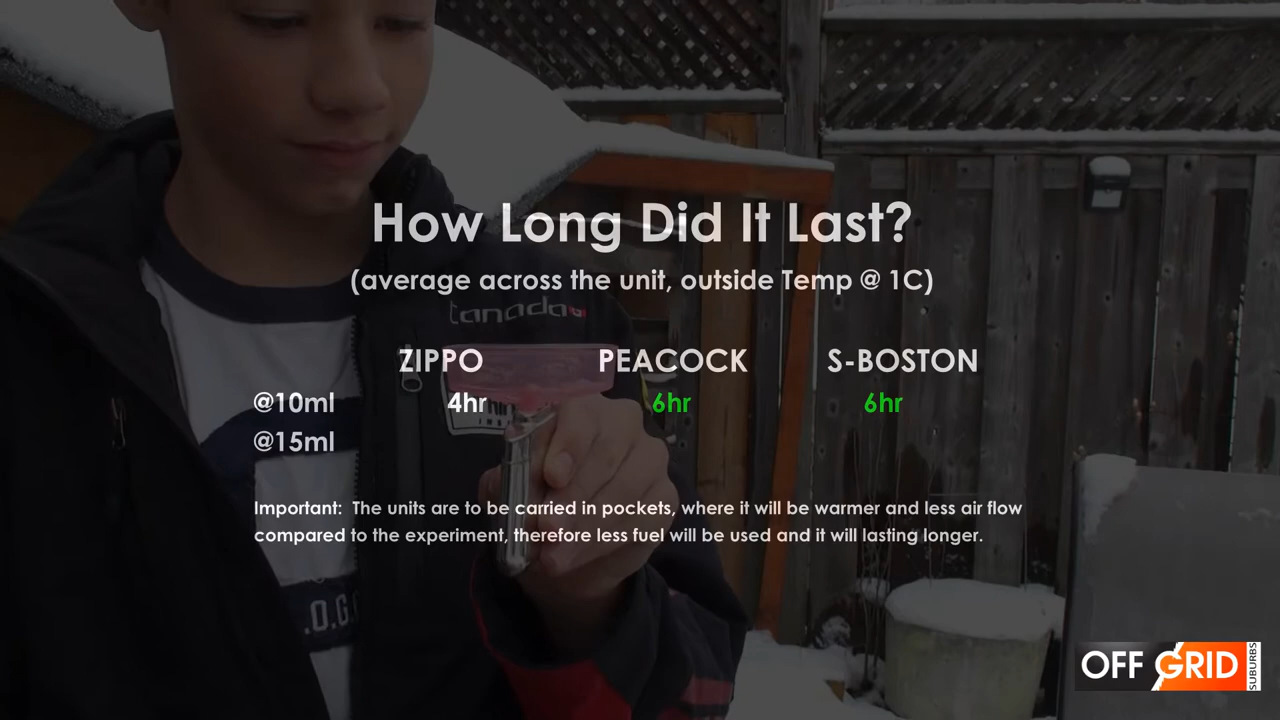 How Long Did It Last?
(average across the unit, outside Temp @ 1C)
canada
ZIPPO PEACOCK S-BOSTON
@10ml 4hr 6hr 6hr
@15ml
Important: The units are to be carried in pockets, where it will be warmer and less air flow
compared to the experiment, therefore less fuel will be used and it will lasting longer.
.O.G.
OFF GRID SUBURBS